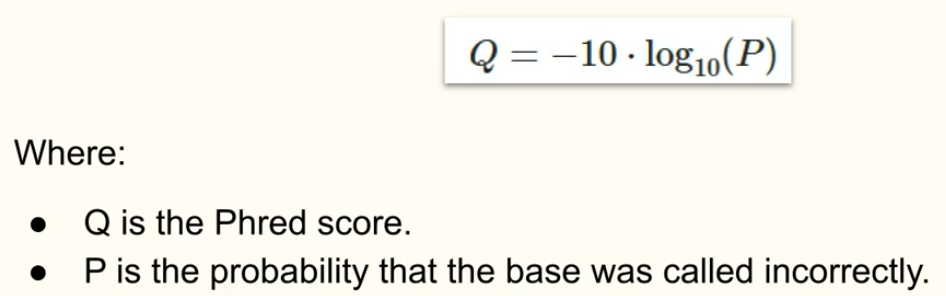 Q = −10 · log₁₀(P)
Where:
● Q is the Phred score.
● P is the probability that the base was called incorrectly.